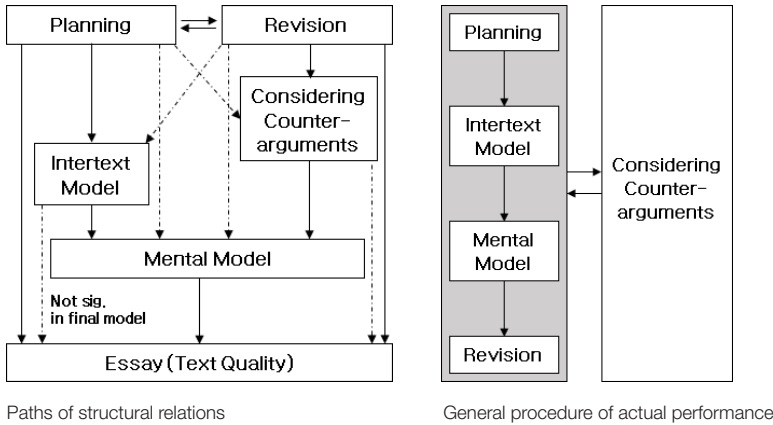 Planning
Revision
Considering
Counter-
arguments
Intertext
Model
Mental Model
Not sig.
in final model
Essay (Text Quality)
Paths of structural relations
Planning
Intertext
Model
Mental
Model
Revision
Considering
Counter-
arguments
General procedure of actual performance